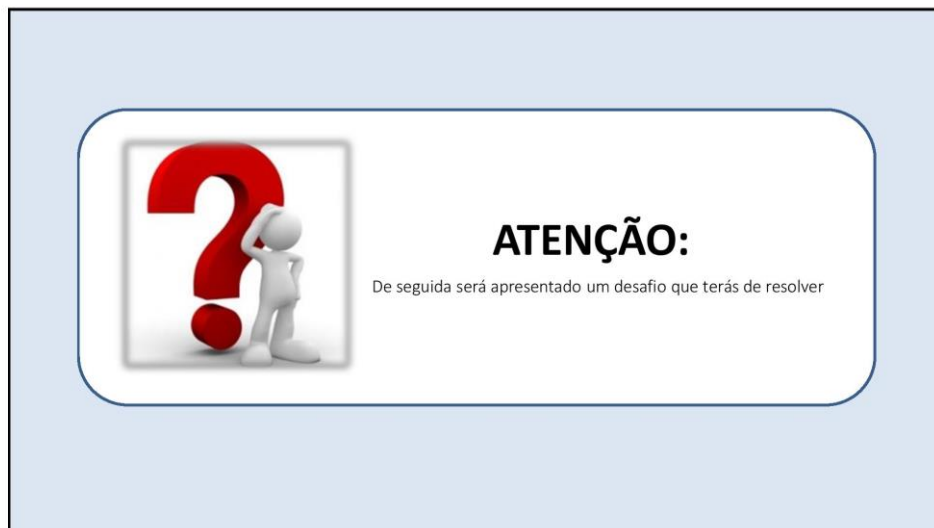 ATENÇÃO:
De seguida será apresentado um desafio que terás de resolver